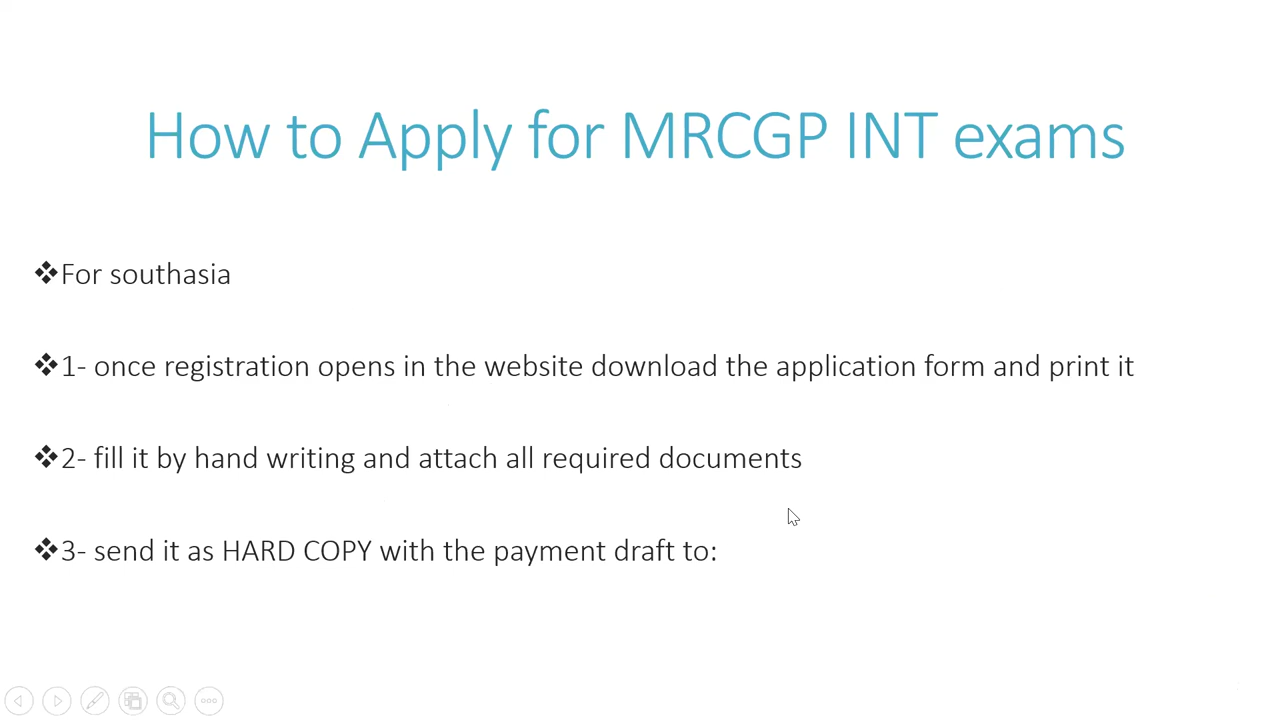 How to Apply for MRCGP INT exams
❖For southasia
❖1- once registration opens in the website download the application form and print it
❖2- fill it by hand writing and attach all required documents
❖3- send it as HARD COPY with the payment draft to: